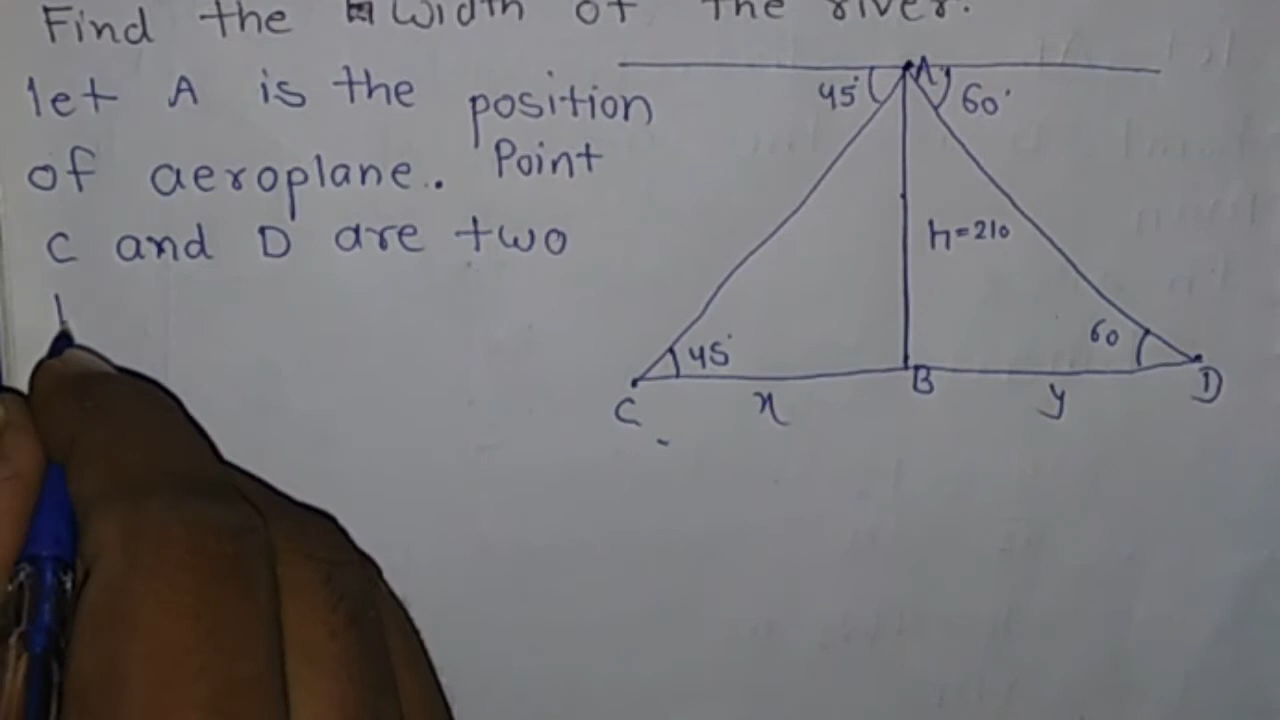 Find the Width of the river.
let A is the position
of aeroplane. Point
C and D are two
A
45° 60°
h=210
45° 60
C B D
x y